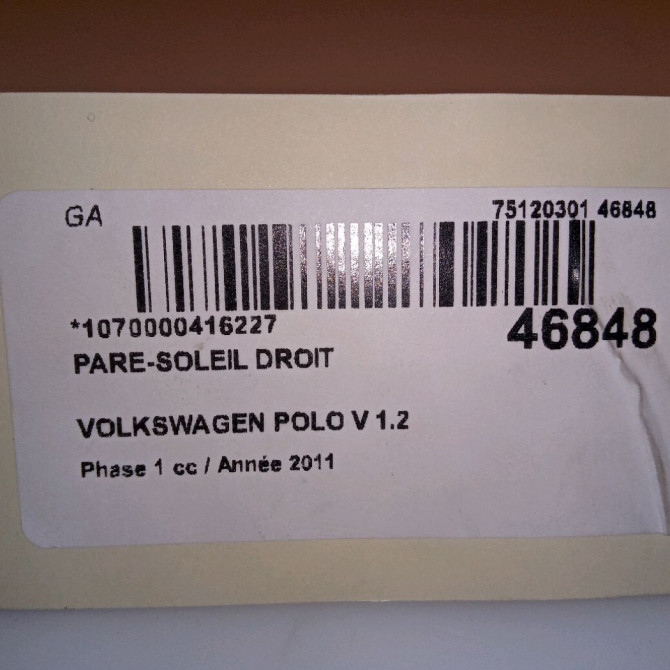 GA
75120301 46848
*1070000416227
46848
PARE-SOLEIL DROIT
VOLKSWAGEN POLO V 1.2
Phase 1 cc / Année 2011